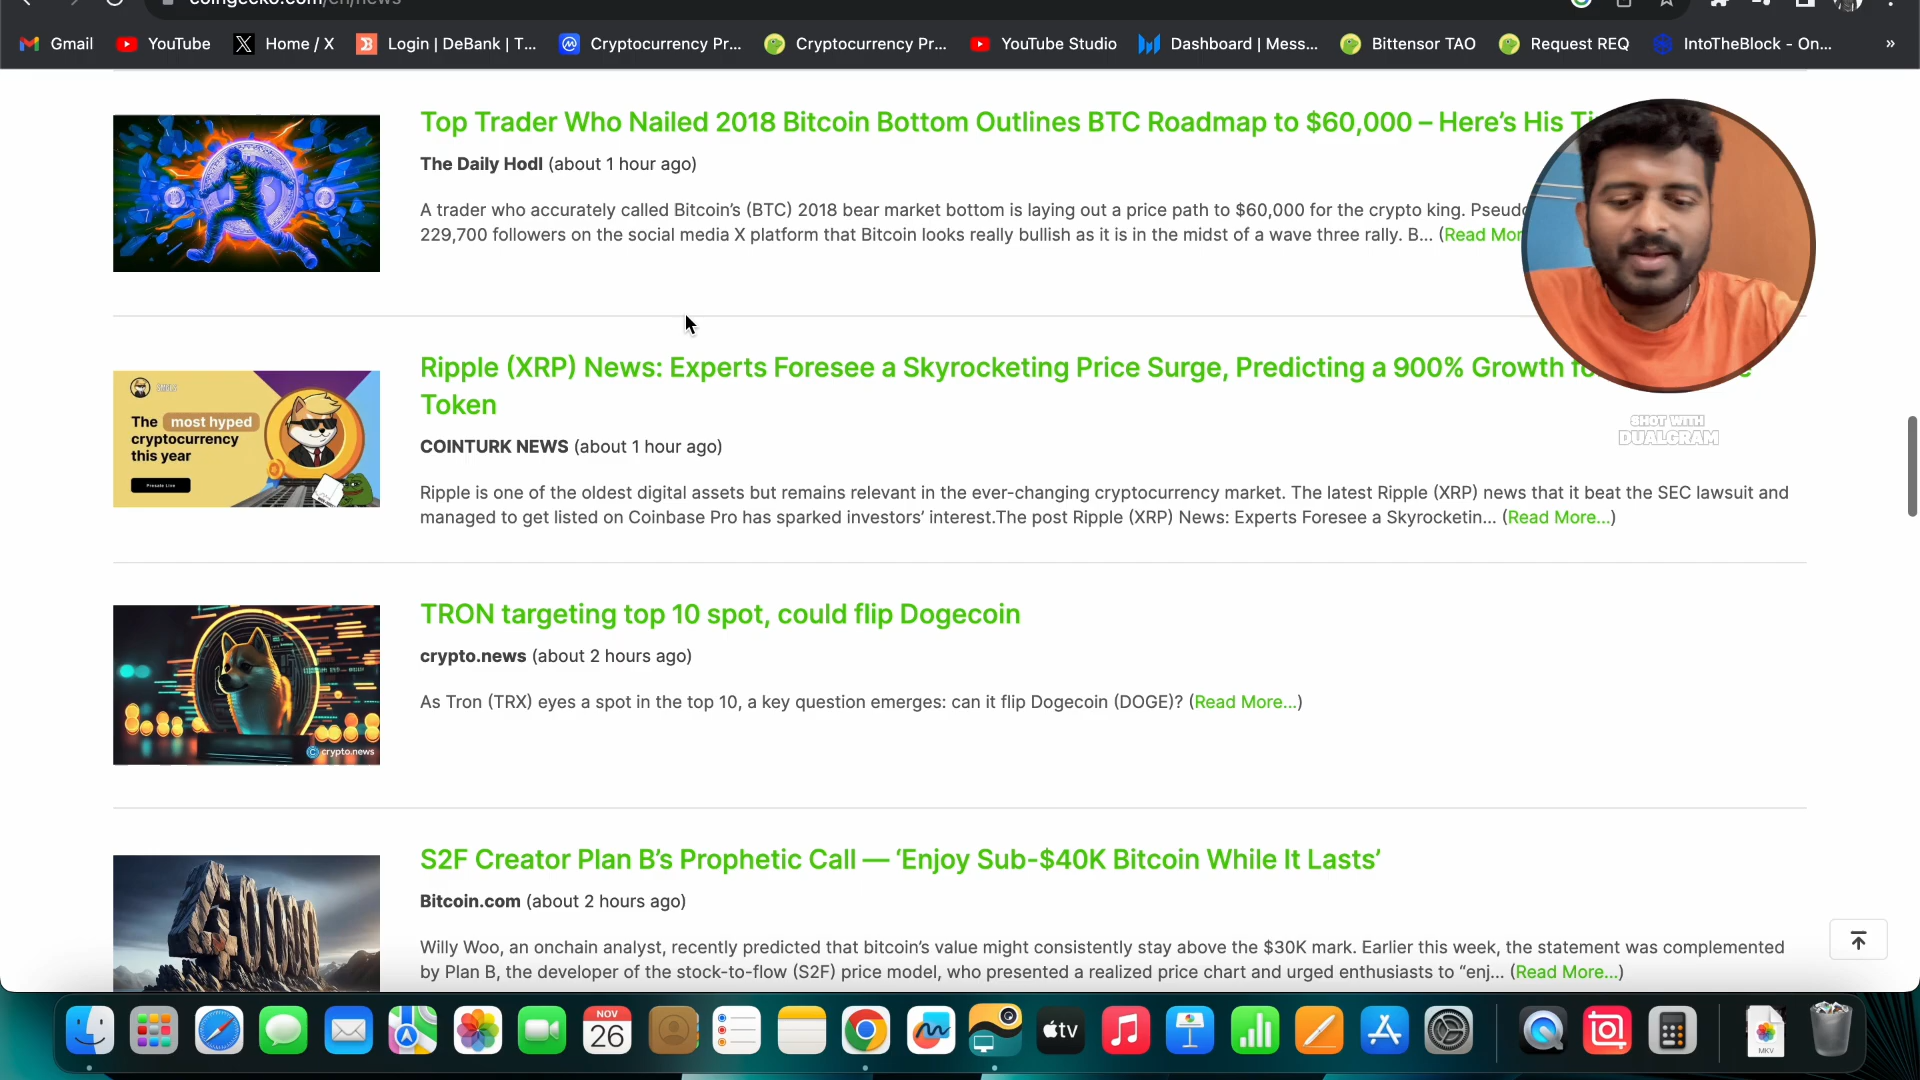 coingecko.com/en/news
Gmail YouTube Home / X Login | DeBank | T... Cryptocurrency Pr... Cryptocurrency Pr... YouTube Studio Dashboard | Mess... Bittensor TAO Request REQ IntoTheBlock - On... »
Top Trader Who Nailed 2018 Bitcoin Bottom Outlines BTC Roadmap to $60,000 – Here's His
The Daily Hodl (about 1 hour ago)
A trader who accurately called Bitcoin's (BTC) 2018 bear market bottom is laying out a price path to $60,000 for the crypto king.
229,700 followers on the social media X platform that Bitcoin looks really bullish as it is in the midst of a wave three rally. B... (Read
Ripple (XRP) News: Experts Foresee a Skyrocketing Price Surge, Predicting a 900% Growth
Token
COINTURK NEWS (about 1 hour ago)
Ripple is one of the oldest digital assets but remains relevant in the ever-changing cryptocurrency market. The latest Ripple (XRP) news that it beat the SEC lawsuit and
managed to get listed on Coinbase Pro has sparked investors' interest.The post Ripple (XRP) News: Experts Foresee a Skyrocketin... (Read More...)
The most hyped
cryptocurrency
this year
Presale Live
SHOT WITH
DUALGRAM
TRON targeting top 10 spot, could flip Dogecoin
crypto.news (about 2 hours ago)
As Tron (TRX) eyes a spot in the top 10, a key question emerges: can it flip Dogecoin (DOGE)? (Read More...)
crypto.news
S2F Creator Plan B's Prophetic Call — 'Enjoy Sub-$40K Bitcoin While It Lasts'
Bitcoin.com (about 2 hours ago)
Willy Woo, an onchain analyst, recently predicted that bitcoin's value might consistently stay above the $30K mark. Earlier this week, the statement was complemented
by Plan B, the developer of the stock-to-flow (S2F) price model, who presented a realized price chart and urged enthusiasts to "enj... (Read More...)
NOV
26
tv
MKV